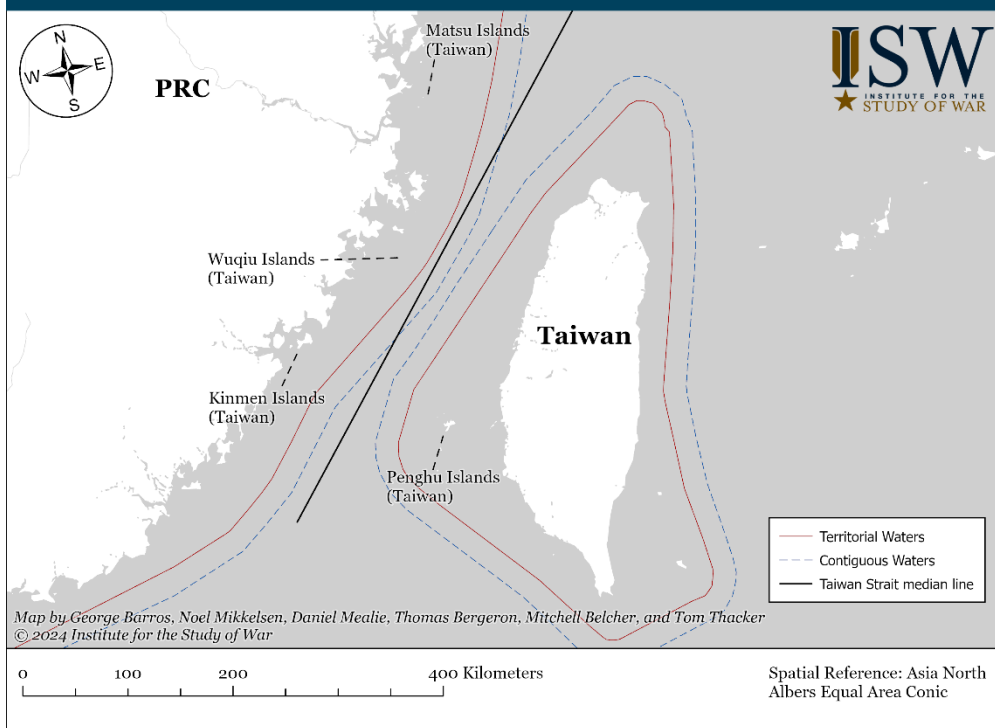 N
W
E
S
Matsu Islands
(Taiwan)
PRC
ISW
INSTITUTE FOR THE
STUDY OF WAR
Wuqiu Islands
(Taiwan)
Taiwan
Kinmen Islands
(Taiwan)
Penghu Islands
(Taiwan)
Territorial Waters
Contiguous Waters
Taiwan Strait median line
Map by George Barros, Noel Mikkelsen, Daniel Mealie, Thomas Bergeron, Mitchell Belcher, and Tom Thacker
© 2024 Institute for the Study of War
0 100 200 400 Kilometers
Spatial Reference: Asia North
Albers Equal Area Conic